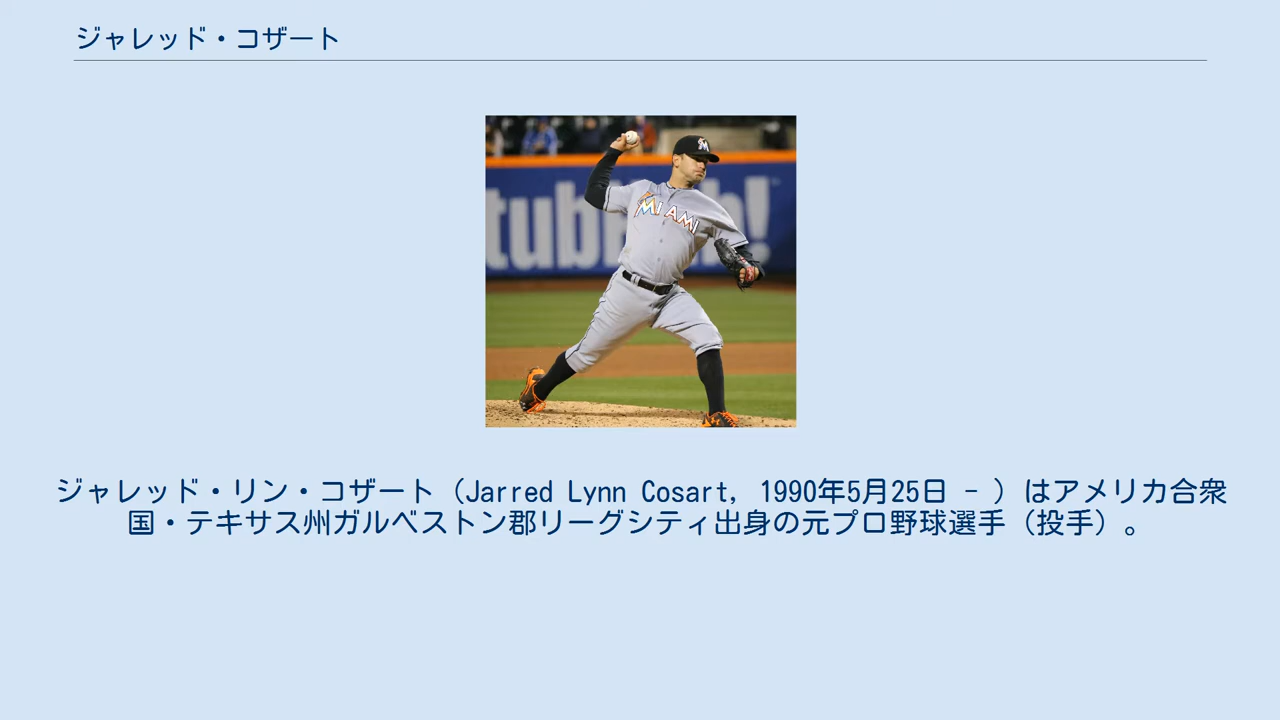 ジャレッド・コザート
tub
h!
MIAMI
ジャレッド・リン・コザート（Jarred Lynn Cosart, 1990年5月25日 - ）はアメリカ合衆
国・テキサス州ガルベストン郡リーグシティ出身の元プロ野球選手（投手）。